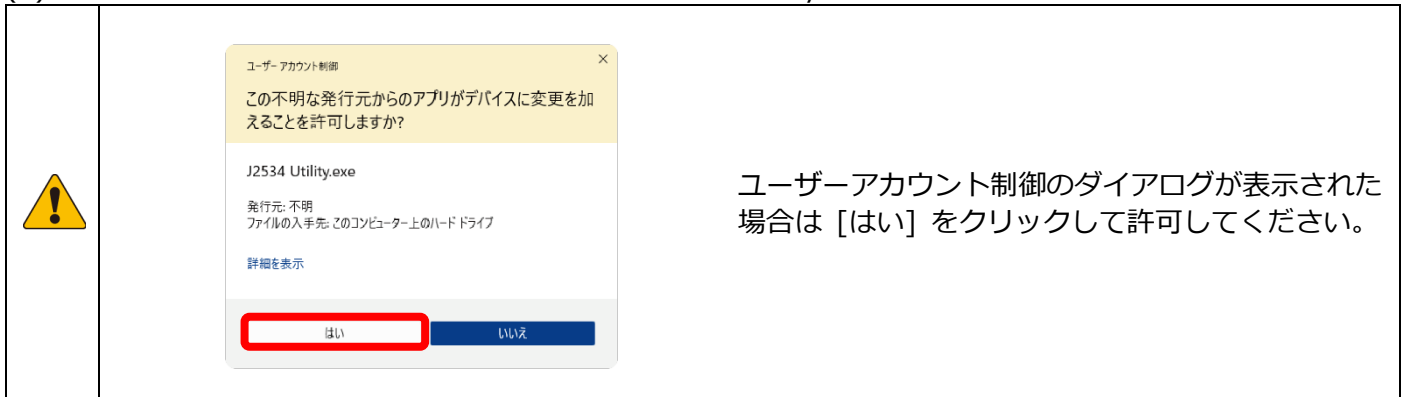 ユーザー アカウント制御
この不明な発行元からのアプリがデバイスに変更を加
えることを許可しますか?
J2534 Utility.exe
発行元: 不明
ファイルの入手先: このコンピューター上のハード ドライブ
詳細を表示
はい
いいえ
ユーザーアカウント制御のダイアログが表示された
場合は [はい] をクリックして許可してください。